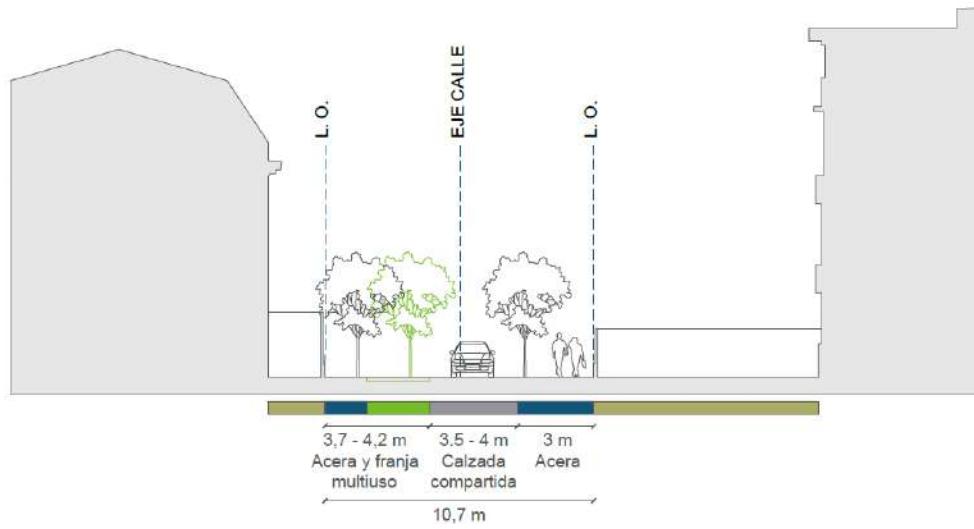 L. O.
EJE CALLE
L. O.
3,7 - 4,2 m
Acera y franja
multiuso
3.5 - 4 m
Calzada
compartida
3 m
Acera
10,7 m